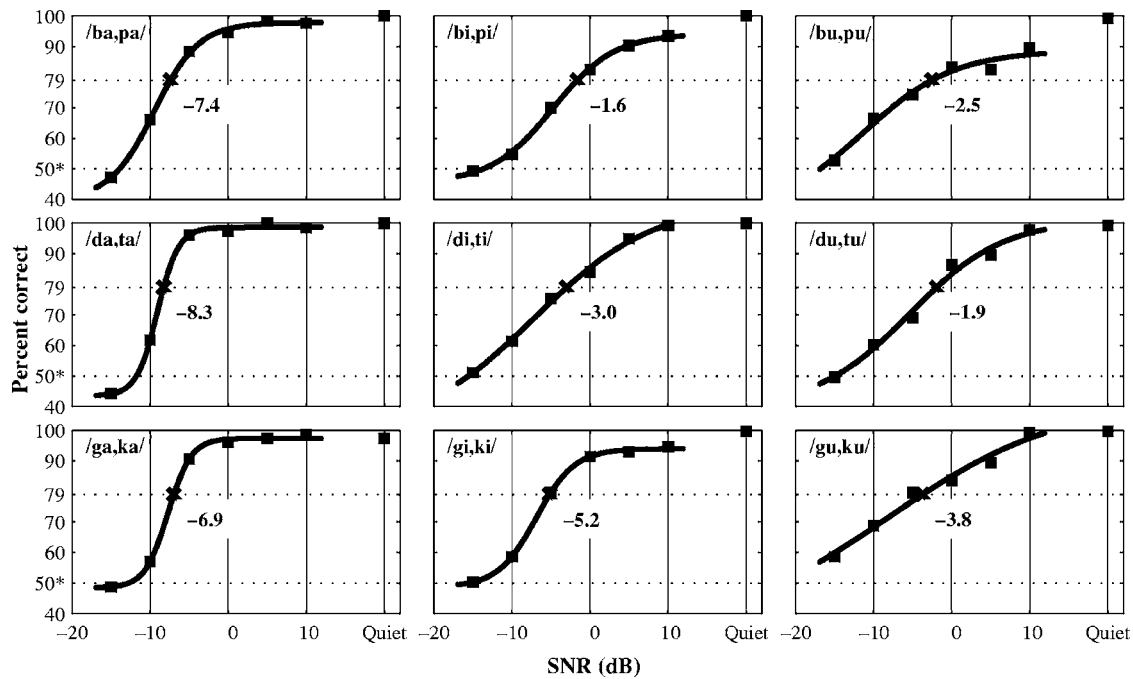 /ba,pa/ /bi,pi/ /bu,pu/
100
90
79
70
60
50*
40
−7.4 −1.6 −2.5
/da,ta/ /di,ti/ /du,tu/
100
90
79
70
60
50*
40
−8.3 −3.0 −1.9
Percent correct
/ga,ka/ /gi,ki/ /gu,ku/
100
90
79
70
60
50*
40
−6.9 −5.2 −3.8
−20 −10 0 10 Quiet −10 0 10 Quiet −10 0 10 Quiet
SNR (dB)